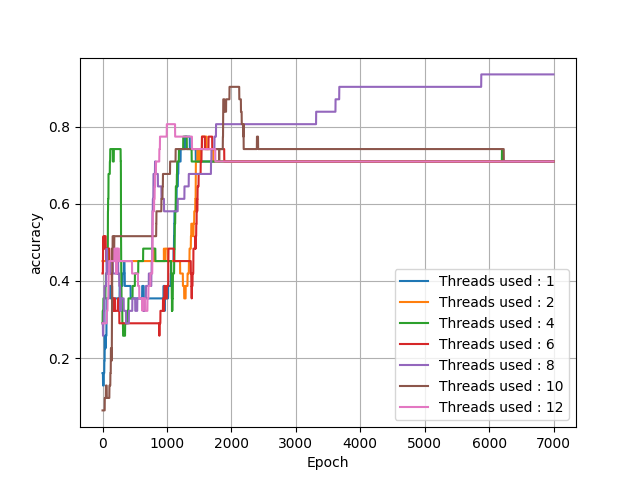 accuracy
0.8
0.6
0.4
0.2
0 1000 2000 3000 4000 5000 6000 7000
Epoch
Threads used : 1
Threads used : 2
Threads used : 4
Threads used : 6
Threads used : 8
Threads used : 10
Threads used : 12